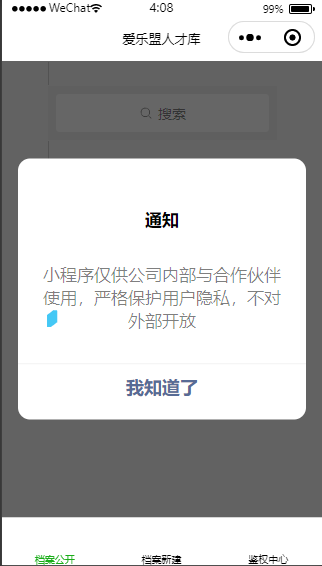 WeChat 4:08 99%
爱乐盟人才库
搜索
通知
小程序仅供公司内部与合作伙伴
使用，严格保护用户隐私，不对
外部开放
我知道了
档案公开 档案新建 鉴权中心